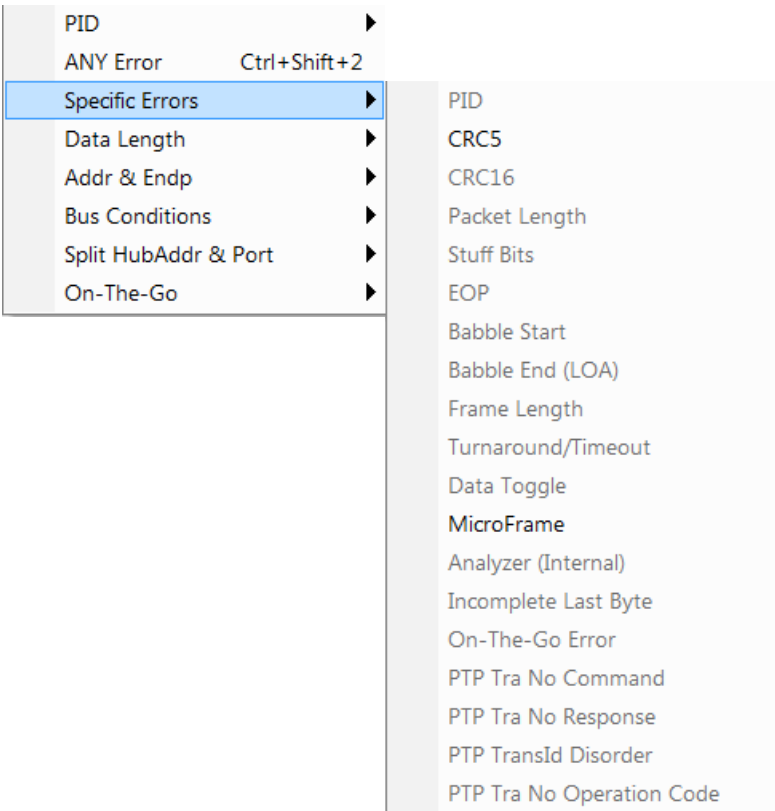 PID
ANY Error Ctrl+Shift+2
Specific Errors
Data Length
Addr & Endp
Bus Conditions
Split HubAddr & Port
On-The-Go
PID
CRC5
CRC16
Packet Length
Stuff Bits
EOP
Babble Start
Babble End (LOA)
Frame Length
Turnaround/Timeout
Data Toggle
MicroFrame
Analyzer (Internal)
Incomplete Last Byte
On-The-Go Error
PTP Tra No Command
PTP Tra No Response
PTP TransId Disorder
PTP Tra No Operation Code